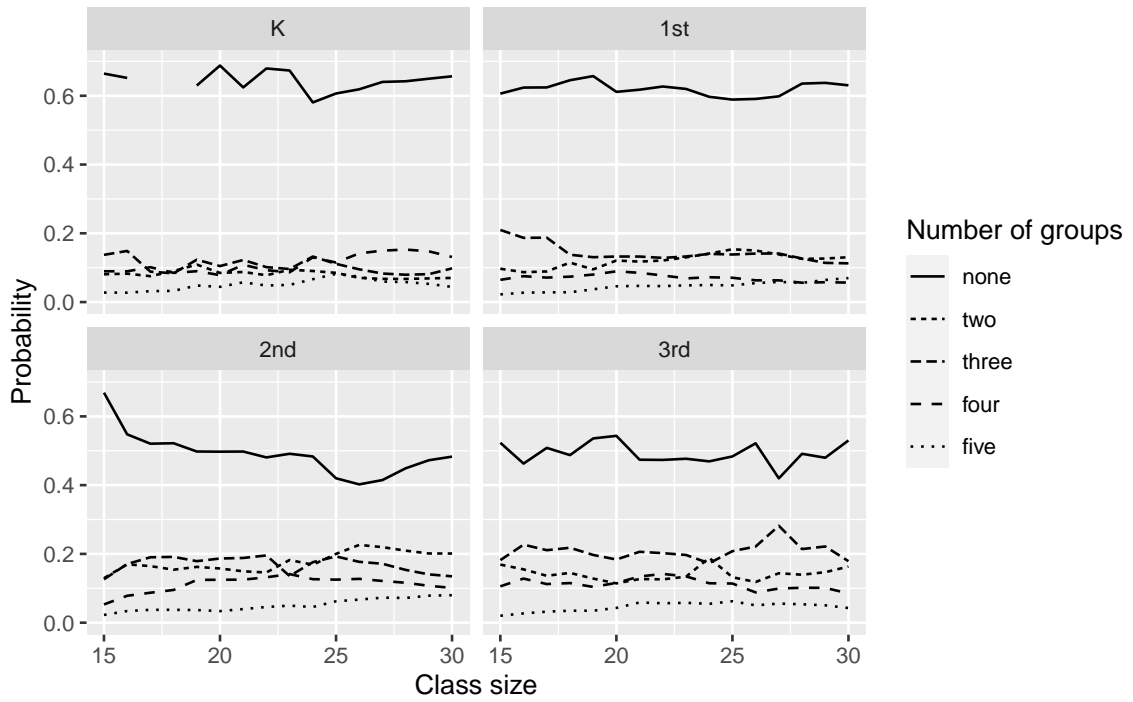 K
1st
0.6
0.4
0.2
0.0
2nd
3rd
0.6
0.4
0.2
0.0
15
20
25
30
15
20
25
30
Class size
Probability
Number of groups
none
two
three
four
five